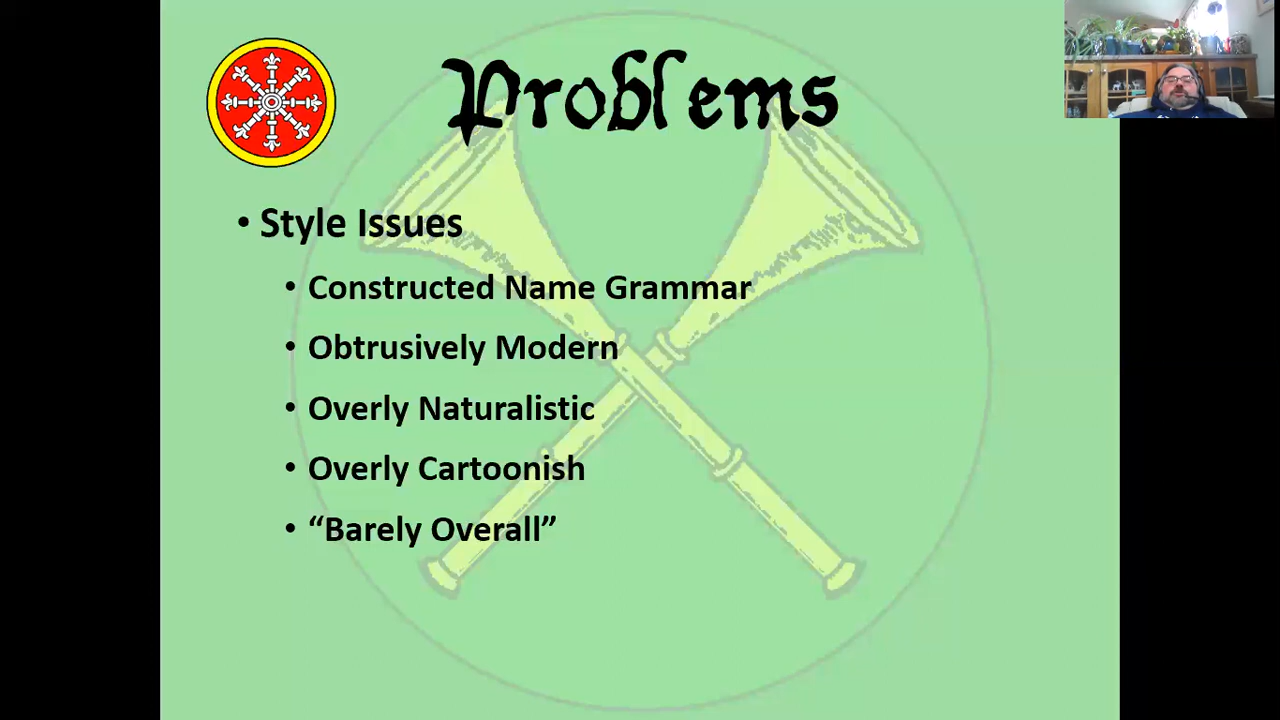 Problems
• Style Issues
• Constructed Name Grammar
• Obtrusively Modern
• Overly Naturalistic
• Overly Cartoonish
• “Barely Overall”